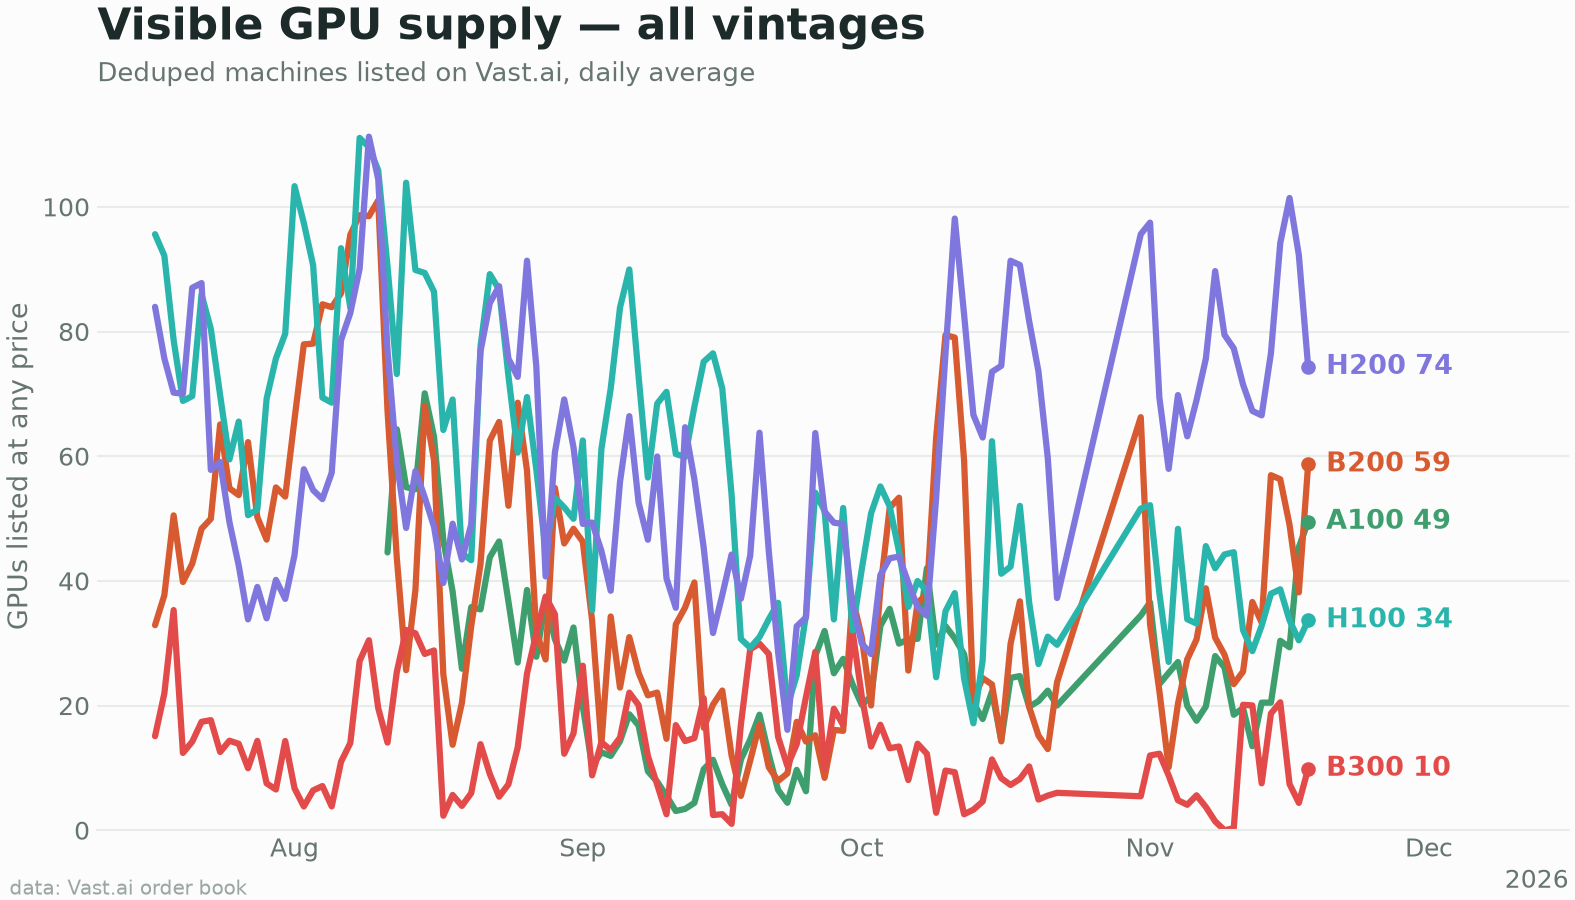 Visible GPU supply — all vintages
Deduped machines listed on Vast.ai, daily average
GPUs listed at any price
100
80
60
40
20
0
H200 74
B200 59
A100 49
H100 34
B300 10
Aug
Sep
Oct
Nov
Dec
2026
data: Vast.ai order book